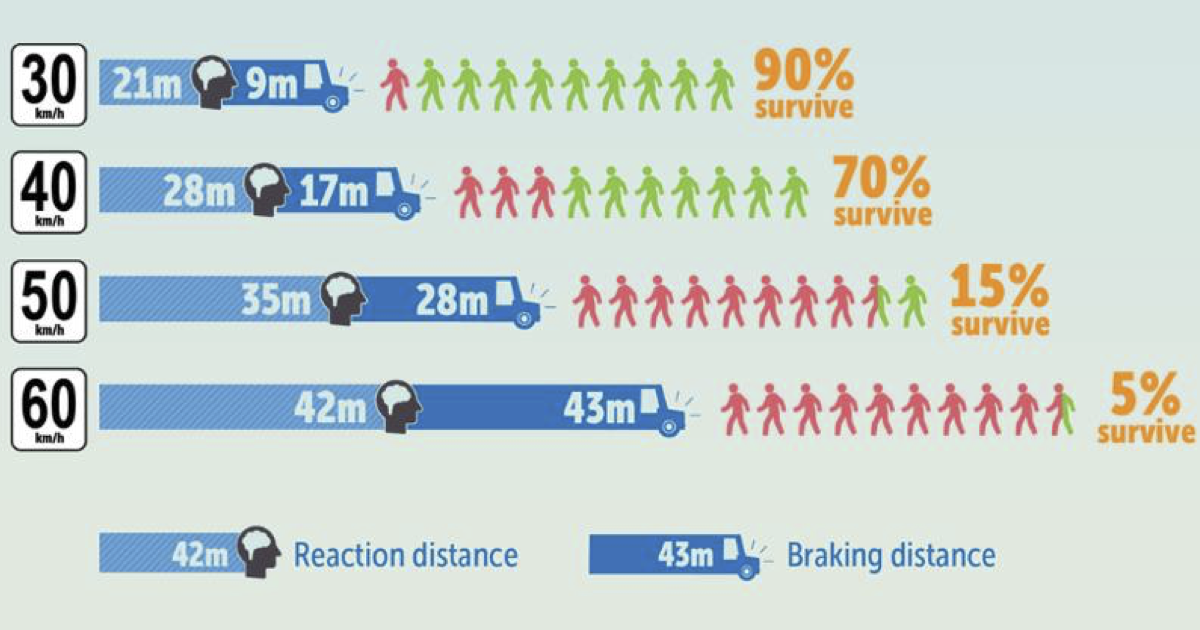 30
km/h
21m
9m
90%
survive
40
km/h
28m
17m
70%
survive
50
km/h
35m
28m
15%
survive
60
km/h
42m
43m
5%
survive
42m
Reaction distance
43m
Braking distance